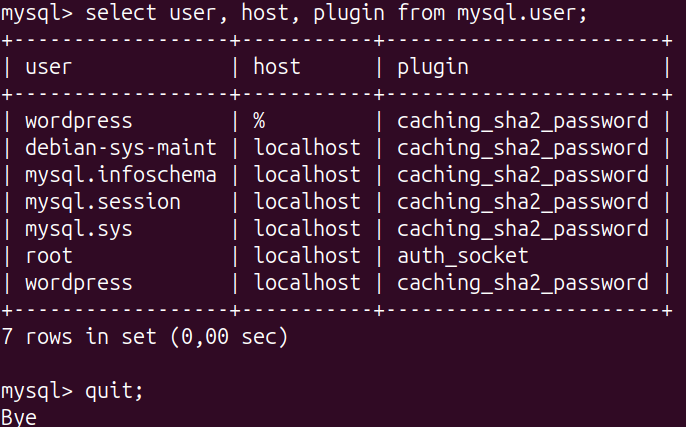 mysql> select user, host, plugin from mysql.user;
+------------------+-----------+-----------------------+
| user             | host      | plugin                |
+------------------+-----------+-----------------------+
| wordpress        | %         | caching_sha2_password |
| debian-sys-maint | localhost | caching_sha2_password |
| mysql.infoschema | localhost | caching_sha2_password |
| mysql.session    | localhost | caching_sha2_password |
| mysql.sys        | localhost | caching_sha2_password |
| root             | localhost | auth_socket           |
| wordpress        | localhost | caching_sha2_password |
+------------------+-----------+-----------------------+
7 rows in set (0,00 sec)
mysql> quit;
Bye